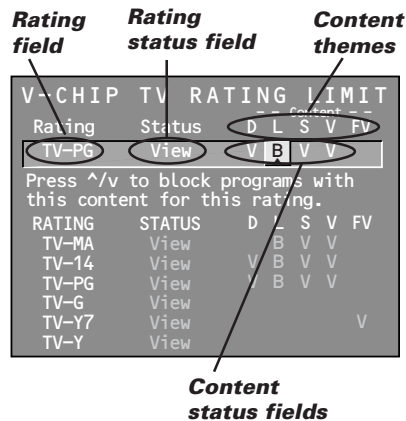 Rating field
Rating status field
Content themes
V-CHIP TV RATING LIMIT
- - Content - -
Rating Status D L S V FV
TV-PG View V B V V
Press ^/v to block programs with
this content for this rating.
RATING STATUS D L S V FV
TV-MA View B V V
TV-14 View V B V V
TV-PG View V B V V
TV-G View
TV-Y7 View V
TV-Y View
Content status fields